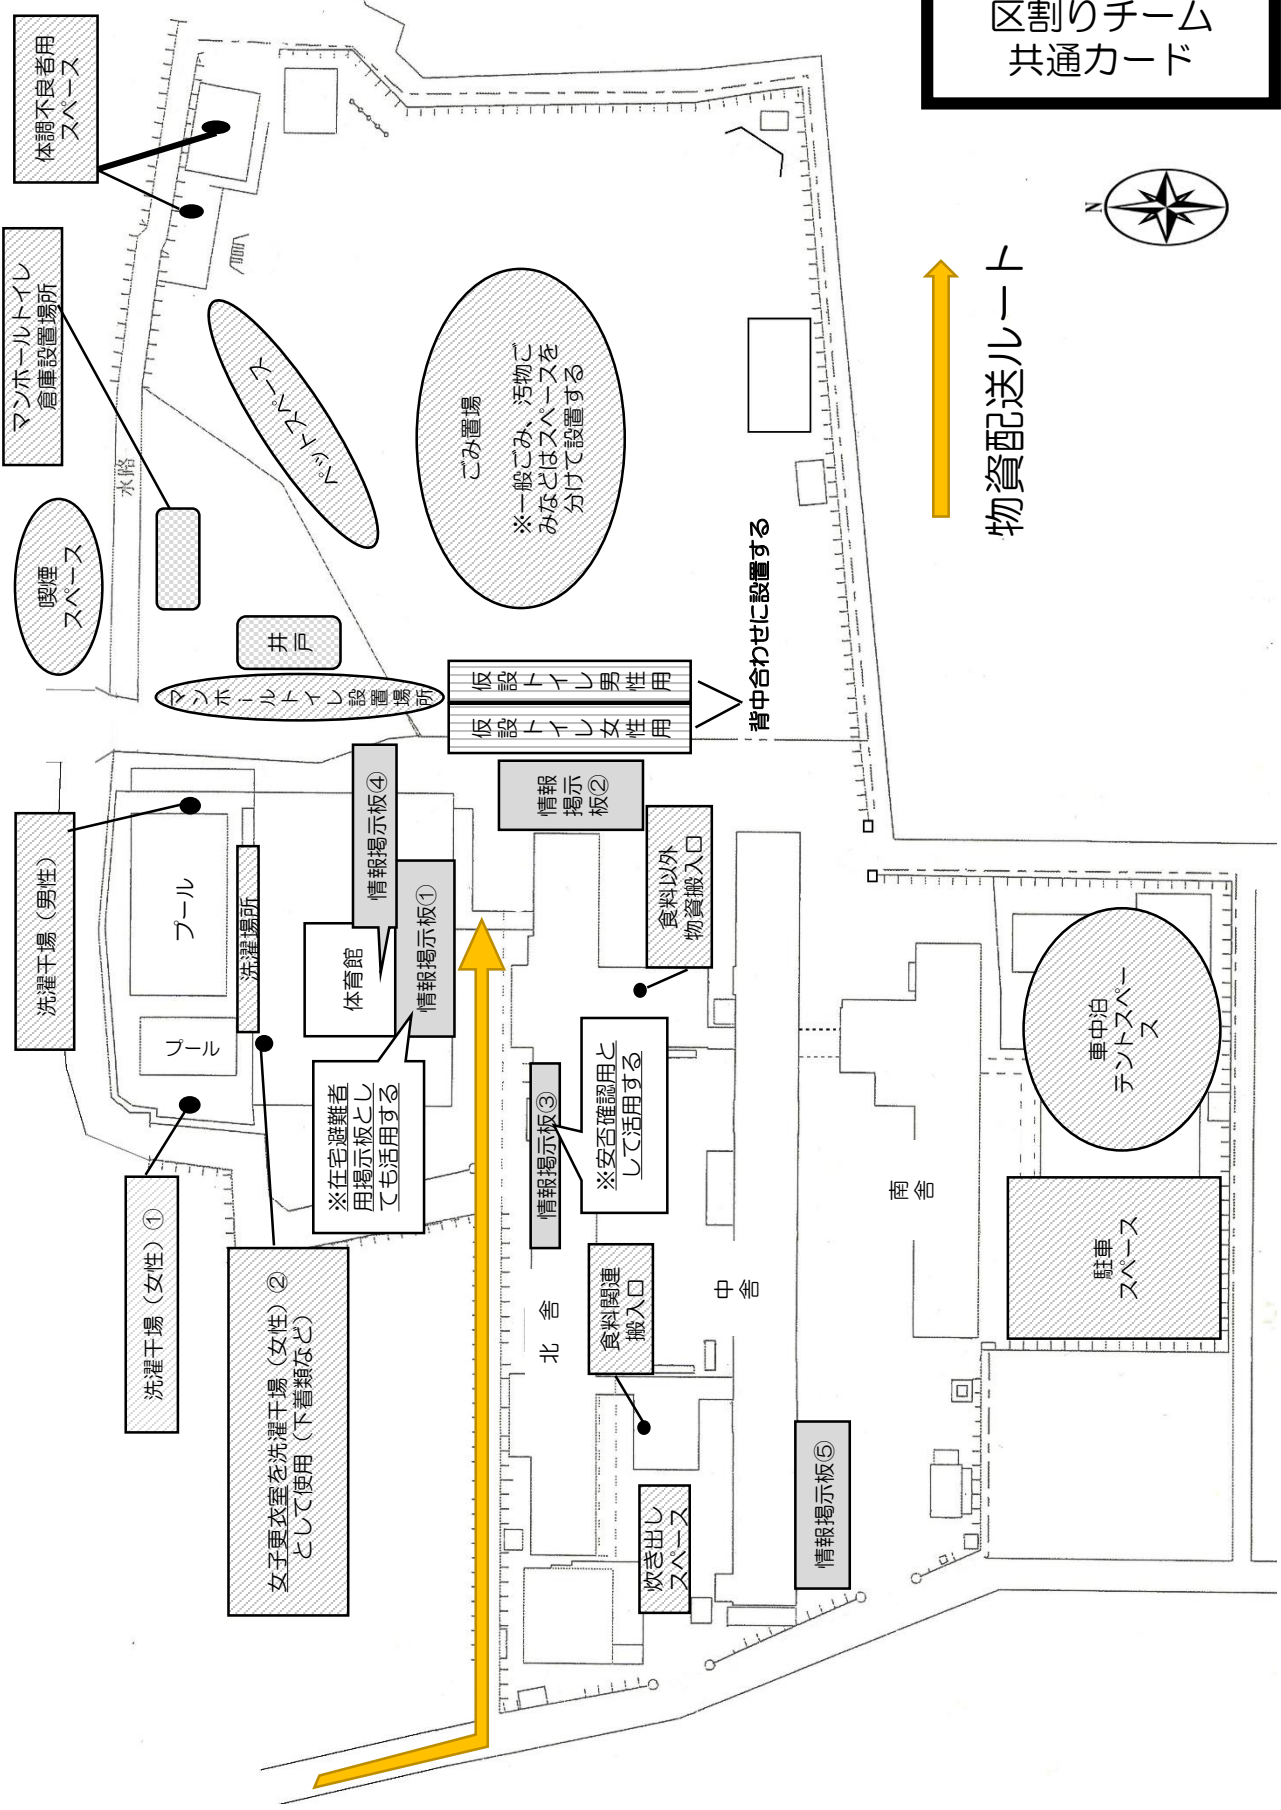 区割りチーム
共通カード
体調不良者用
スペース
マンホールトイレ
倉庫設置場所
水路
喫煙
スペース
ペットスペース
ごみ置場
※一般ごみ、汚物ご
みなどはスペースを
分けて設置する
井戸
マンホールトイレ設置場所
仮設トイレ男性用
仮設トイレ女性用
背中合わせに設置する
N
物資配送ルート
洗濯干場（男性）
プール
プール
洗濯場所
体育館
情報掲示板④
情報掲示板①
情報
掲示
板②
食料以外
物資搬入口
※在宅避難者
用掲示板とし
ても活用する
情報掲示板③
※安否確認用と
して活用する
洗濯干場（女性）①
女子更衣室を洗濯干場（女性）②
として使用（下着類など）
北舎
食料関連
搬入口
中舎
南舎
炊き出し
スペース
情報掲示板⑤
車中泊
テントスペー
ス
駐車
スペース